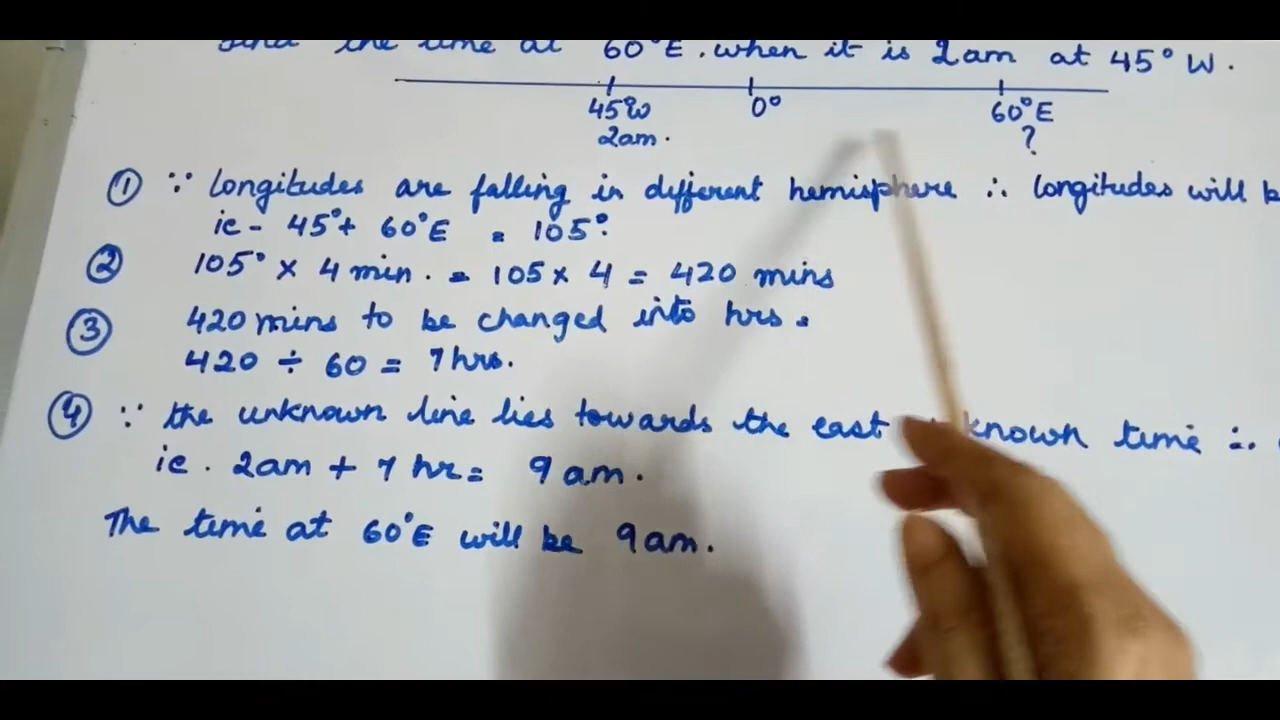 Find the time at 60°E. when it is 2am at 45° W.
45°W 0° 60°E
2am. ?
① ∵ longitudes are falling in different hemisphere ∴ longitudes will
ie - 45° + 60°E = 105°.
② 105° × 4 min. = 105 × 4 = 420 mins
③ 420 mins to be changed into hrs.
420 ÷ 60 = 7 hrs.
④ ∵ the unknown line lies towards the east known time ∴
ie. 2am + 7 hr = 9 am.
The time at 60°E will be 9am.